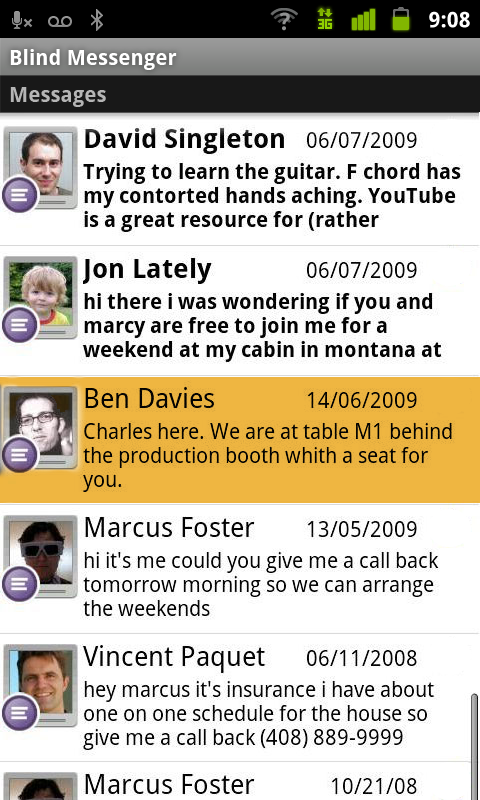 3G
9:08
Blind Messenger
Messages
David Singleton 06/07/2009
Trying to learn the guitar. F chord has
my contorted hands aching. YouTube
is a great resource for (rather
Jon Lately 06/07/2009
hi there i was wondering if you and
marcy are free to join me for a
weekend at my cabin in montana at
Ben Davies 14/06/2009
Charles here. We are at table M1 behind
the production booth whith a seat for
you.
Marcus Foster 13/05/2009
hi it's me could you give me a call back
tomorrow morning so we can arrange
the weekends
Vincent Paquet 06/11/2008
hey marcus it's insurance i have about
one on one schedule for the house so
give me a call back (408) 889-9999
Marcus Foster 10/21/08